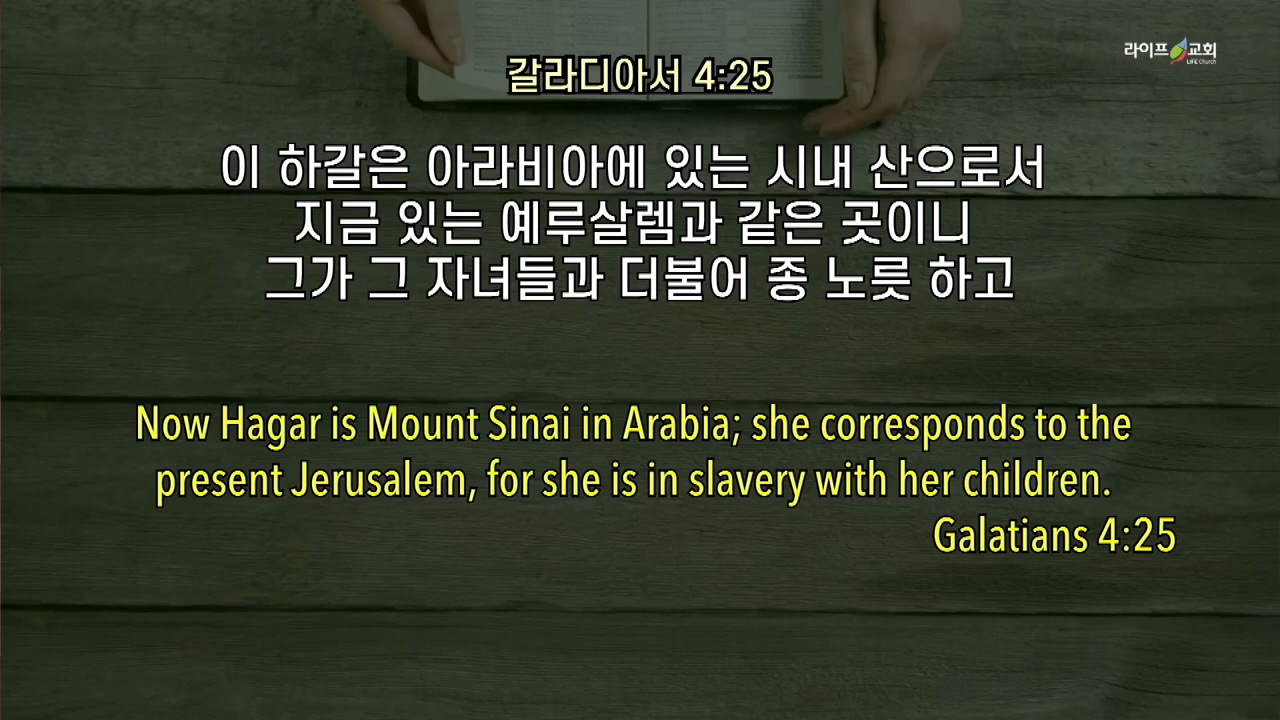 라이프 교회
LIFE Church
갈라디아서 4:25
이 하갈은 아라비아에 있는 시내 산으로서
지금 있는 예루살렘과 같은 곳이니
그가 그 자녀들과 더불어 종 노릇 하고
Now Hagar is Mount Sinai in Arabia; she corresponds to the
present Jerusalem, for she is in slavery with her children.
Galatians 4:25